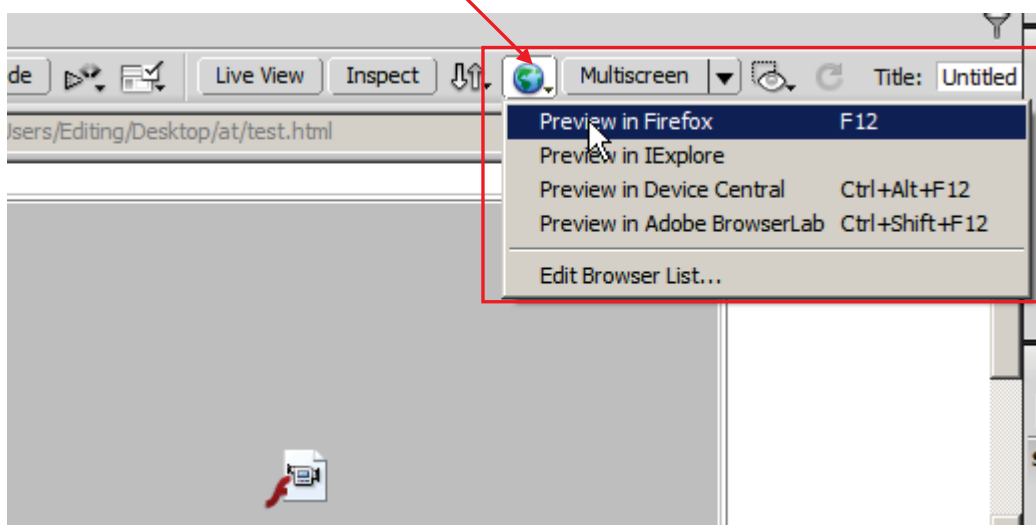 de Live View Inspect Multiscreen Title: Untitled
Users/Editing/Desktop/at/test.html
Preview in Firefox F12
Preview in IExplore
Preview in Device Central Ctrl+Alt+F12
Preview in Adobe BrowserLab Ctrl+Shift+F12
Edit Browser List...